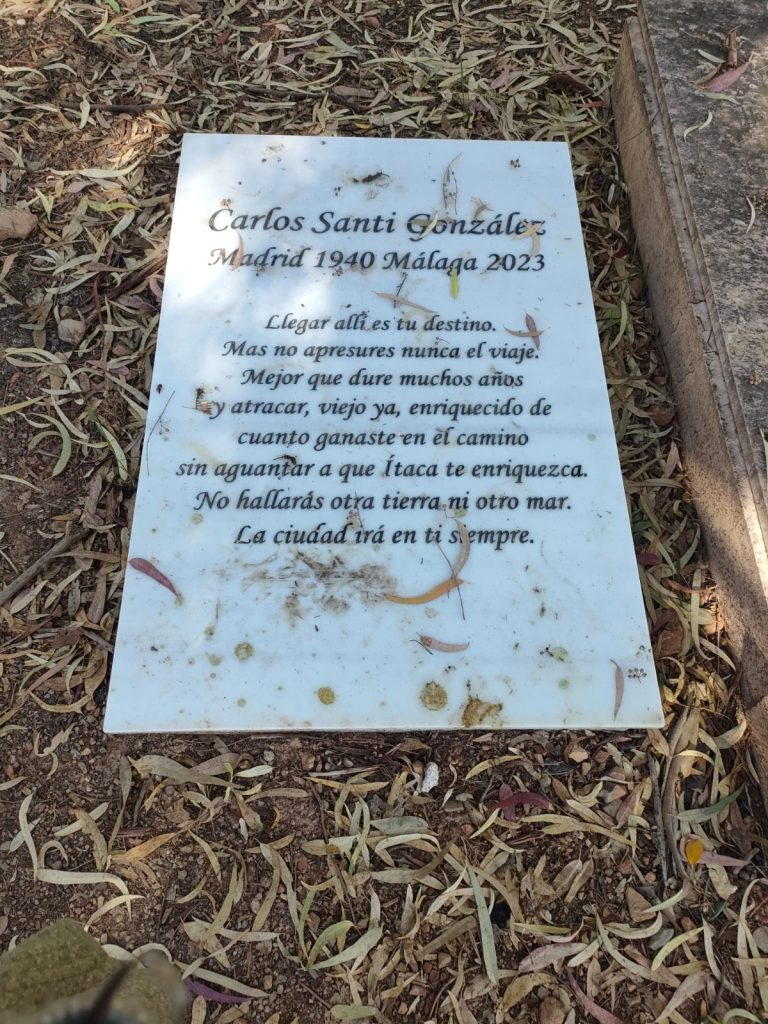 Carlos Santi González
Madrid 1940 Málaga 2023
Llegar allí es tu destino.
Mas no apresures nunca el viaje.
Mejor que dure muchos años
y atracar, viejo ya, enriquecido de
cuanto ganaste en el camino
sin aguantar a que Ítaca te enriquezca.
No hallarás otra tierra ni otro mar.
La ciudad irá en ti siempre.